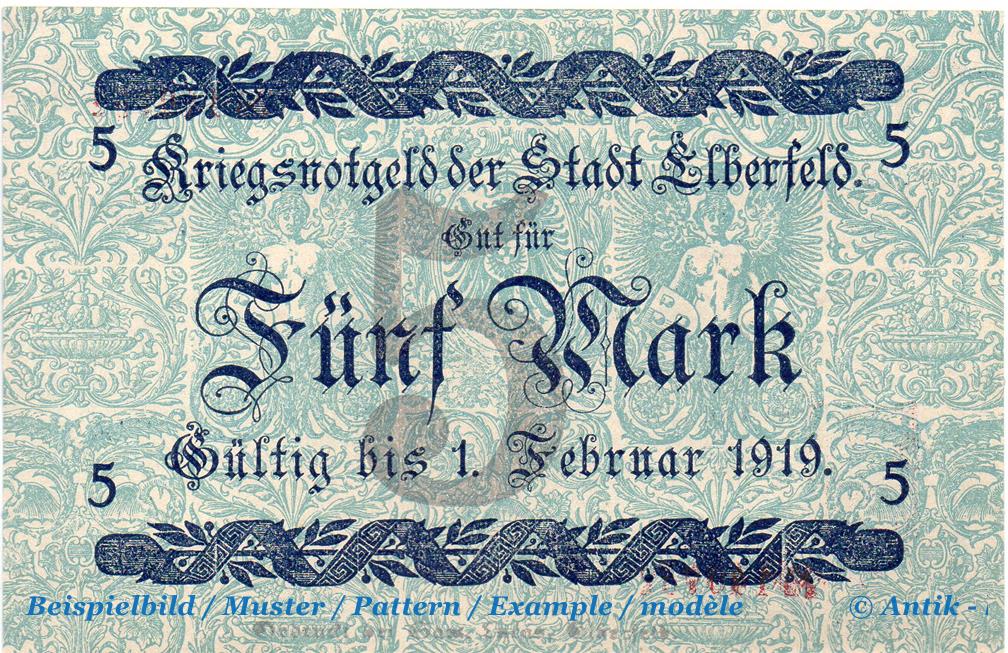 5 5
Kriegsnotgeld der Stadt Elberfeld.
Gut für
5
Fünf Mark
Gültig bis 1. Februar 1919.
5 5
Beispielbild / Muster / Pattern / Example / modèle © Antik -